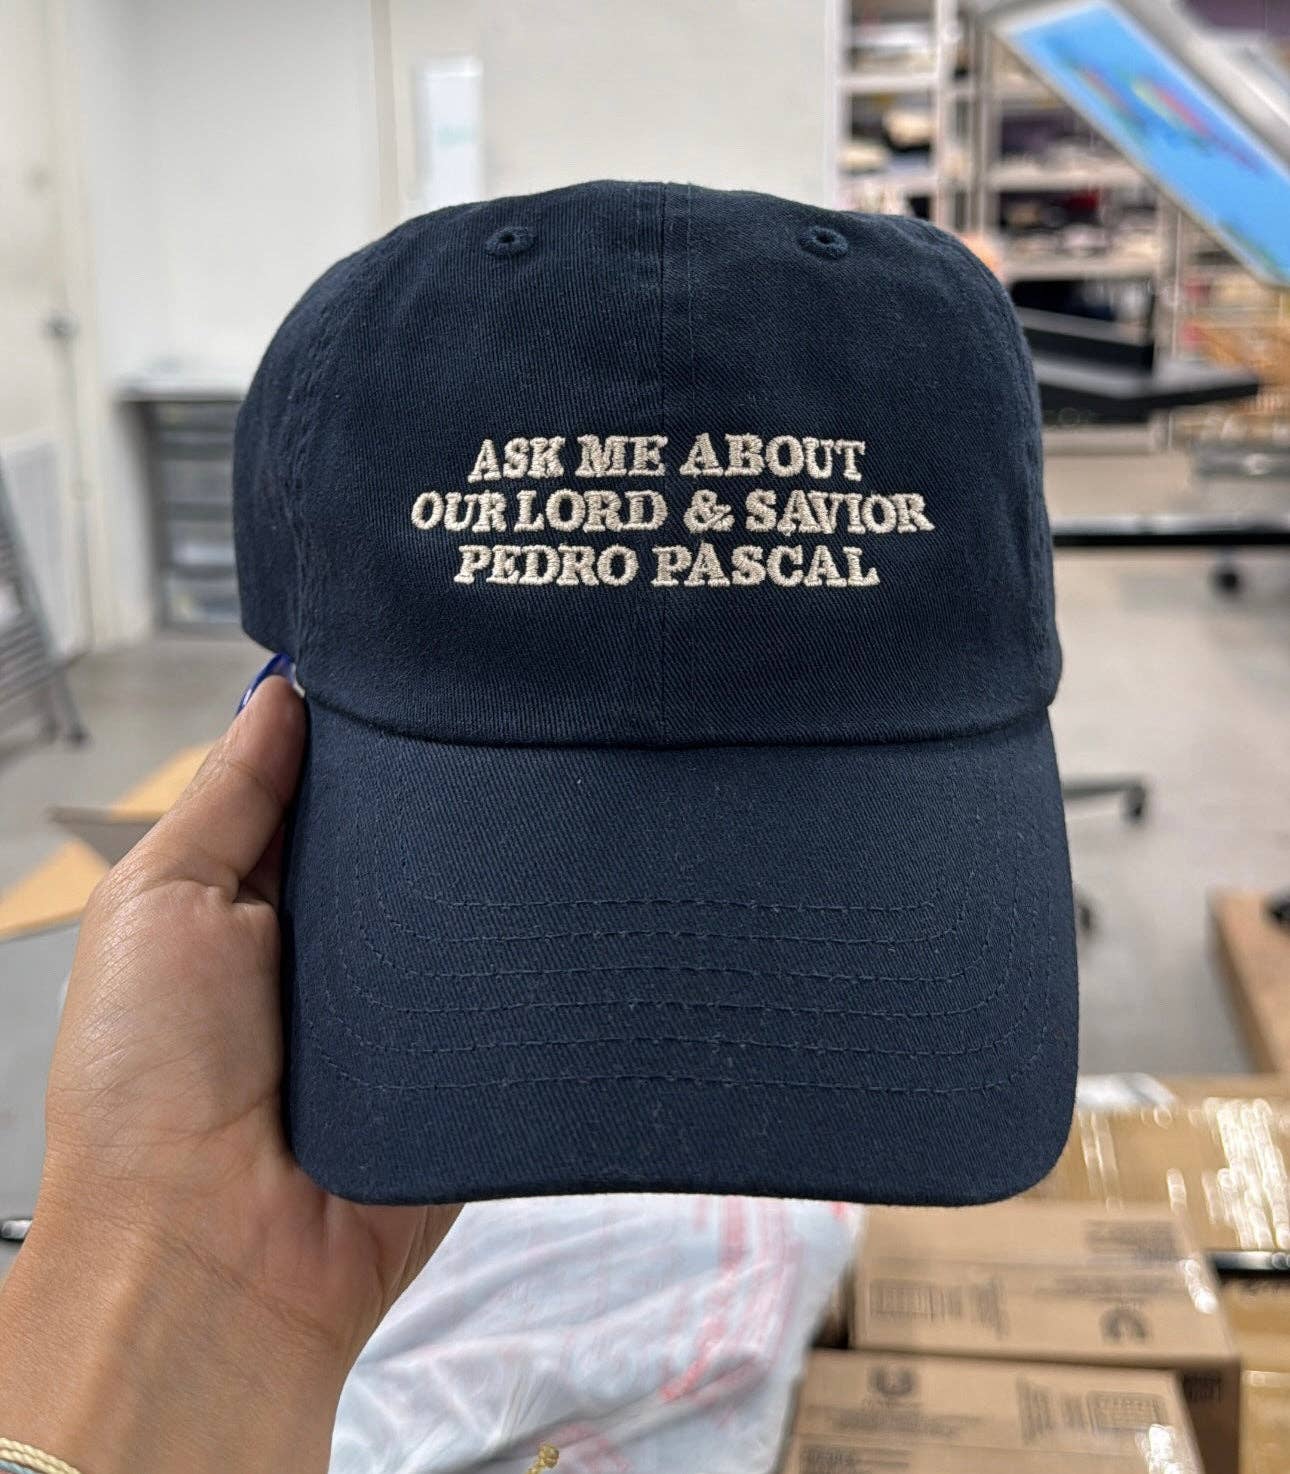 ASK ME ABOUT
OUR LORD & SAVIOR
PEDRO PASCAL